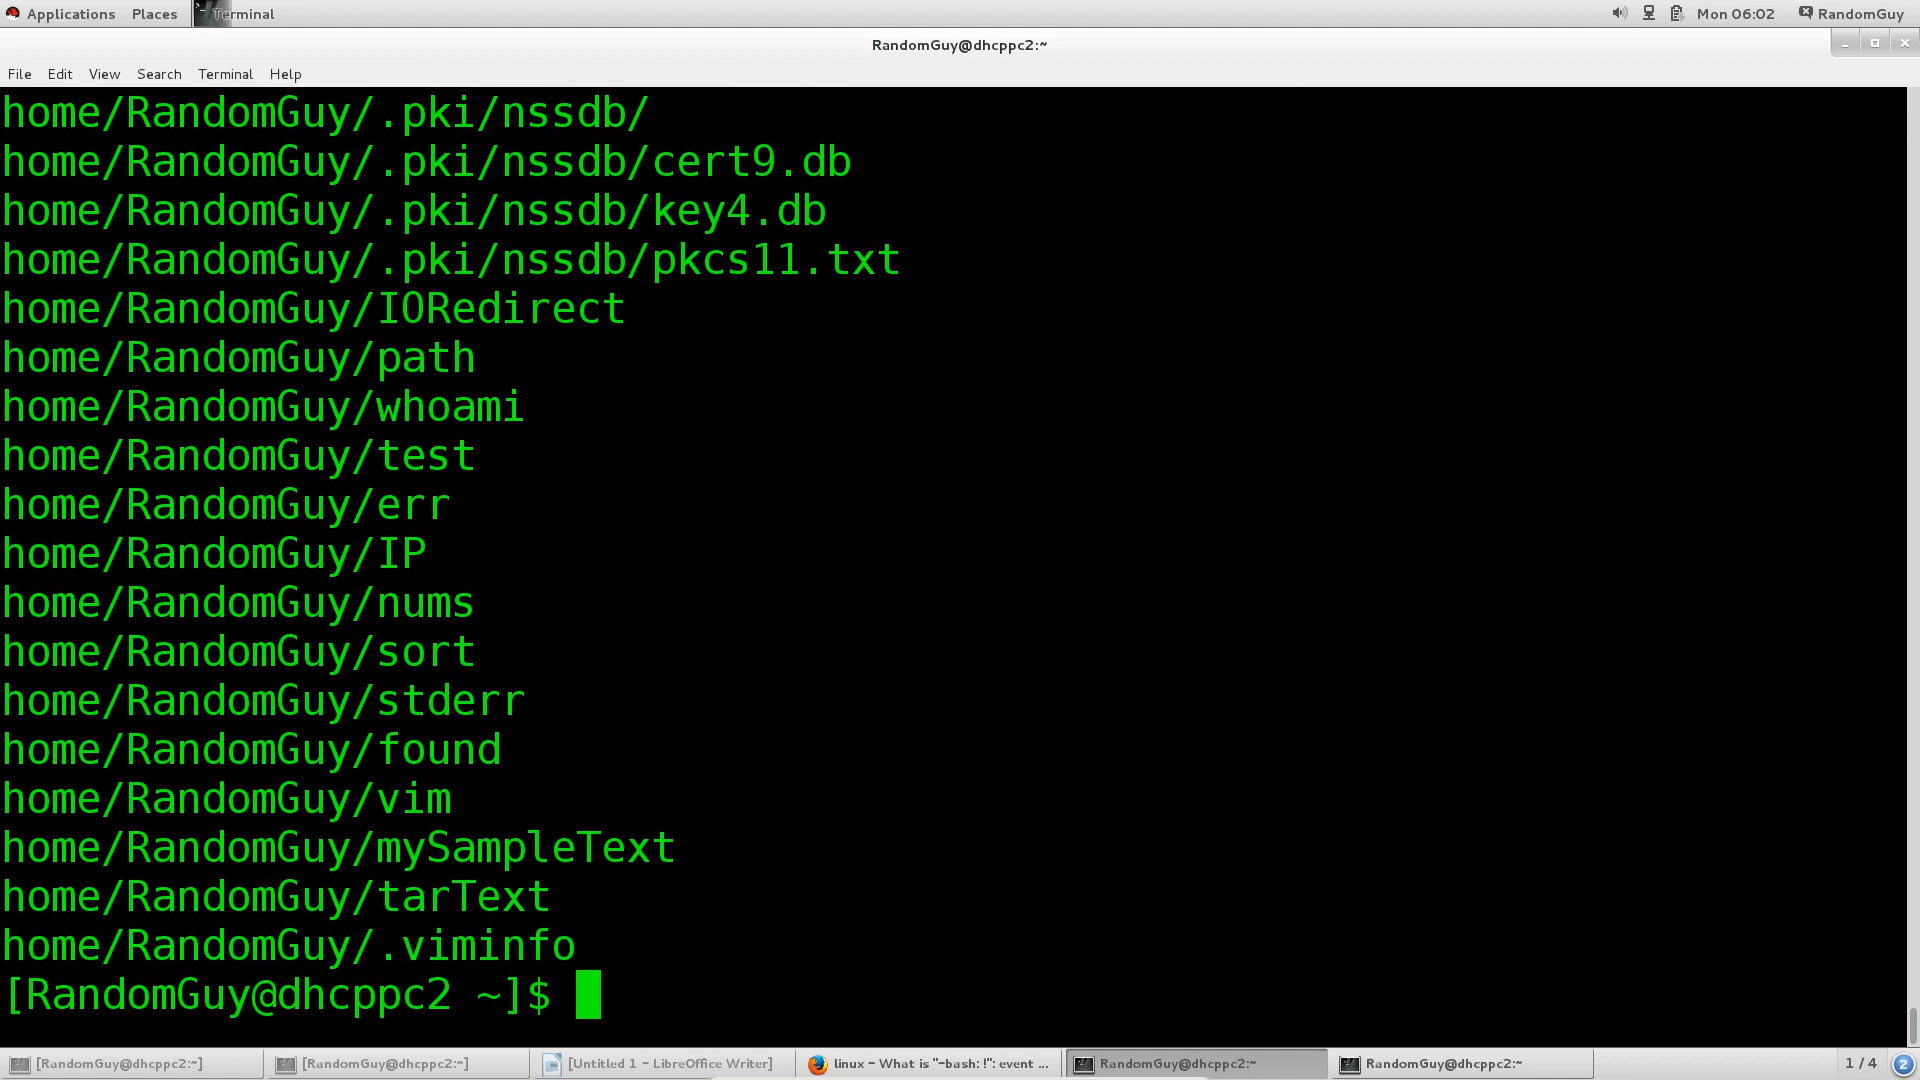 Applications Places Terminal Mon 06:02 RandomGuy
RandomGuy@dhcppc2:~
File Edit View Search Terminal Help
home/RandomGuy/.pki/nssdb/
home/RandomGuy/.pki/nssdb/cert9.db
home/RandomGuy/.pki/nssdb/key4.db
home/RandomGuy/.pki/nssdb/pkcs11.txt
home/RandomGuy/IORedirect
home/RandomGuy/path
home/RandomGuy/whoami
home/RandomGuy/test
home/RandomGuy/err
home/RandomGuy/IP
home/RandomGuy/nums
home/RandomGuy/sort
home/RandomGuy/stderr
home/RandomGuy/found
home/RandomGuy/vim
home/RandomGuy/mySampleText
home/RandomGuy/tarText
home/RandomGuy/.viminfo
[RandomGuy@dhcppc2 ~]$
[RandomGuy@dhcppc2:~] [RandomGuy@dhcppc2:~] [Untitled 1 - LibreOffice Writer] linux - What is "-bash: !": event ... RandomGuy@dhcppc2:~ RandomGuy@dhcppc2:~ 1 / 4 2